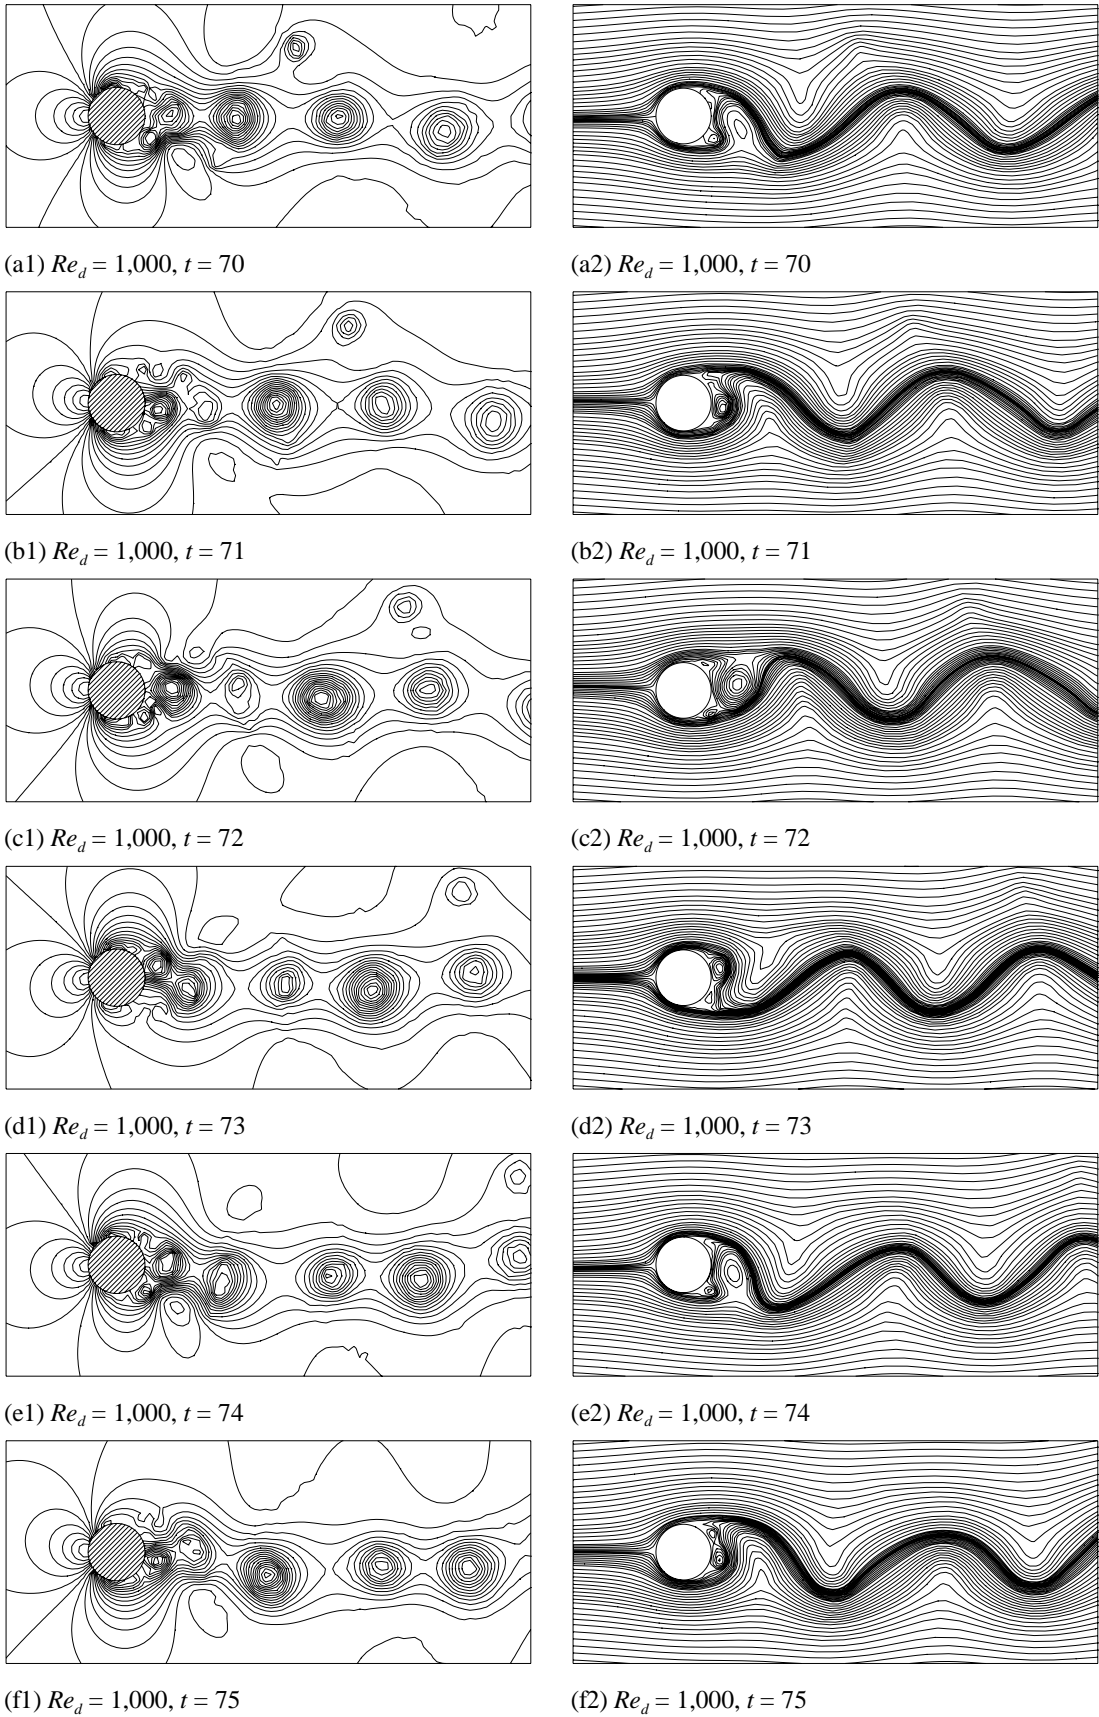 (a1) Re_d = 1,000, t = 70
(a2) Re_d = 1,000, t = 70
(b1) Re_d = 1,000, t = 71
(b2) Re_d = 1,000, t = 71
(c1) Re_d = 1,000, t = 72
(c2) Re_d = 1,000, t = 72
(d1) Re_d = 1,000, t = 73
(d2) Re_d = 1,000, t = 73
(e1) Re_d = 1,000, t = 74
(e2) Re_d = 1,000, t = 74
(f1) Re_d = 1,000, t = 75
(f2) Re_d = 1,000, t = 75